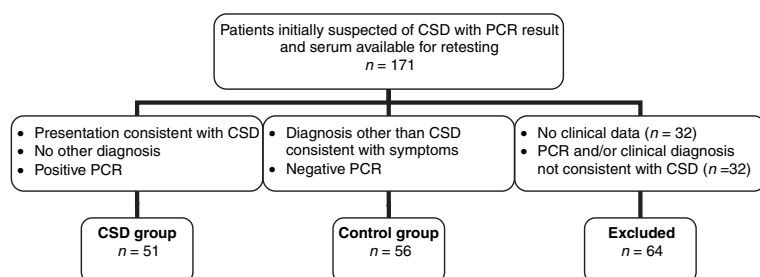 Patients initially suspected of CSD with PCR result
and serum available for retesting
n = 171
• Presentation consistent with CSD
• No other diagnosis
• Positive PCR
• Diagnosis other than CSD
consistent with symptoms
• Negative PCR
• No clinical data (n = 32)
• PCR and/or clinical diagnosis
not consistent with CSD (n =32)
CSD group
n = 51
Control group
n = 56
Excluded
n = 64